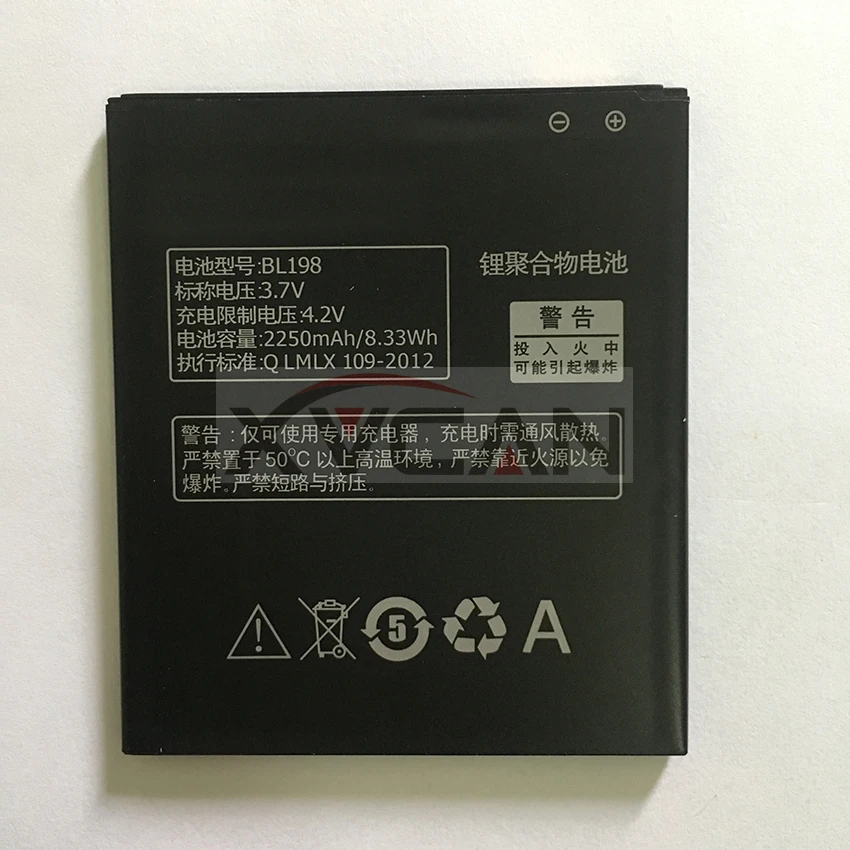 ⊖ ⊕
电池型号:BL198
标称电压:3.7V
充电限制电压:4.2V
电池容量:2250mAh/8.33Wh
执行标准:Q LMLX 109-2012
锂聚合物电池
警告
投入火中
可能引起爆炸
XYCAN
警告:仅可使用专用充电器,充电时需通风散热。
严禁置于50°C以上高温环境,严禁靠近火源以免
爆炸。严禁短路与挤压。
5
A